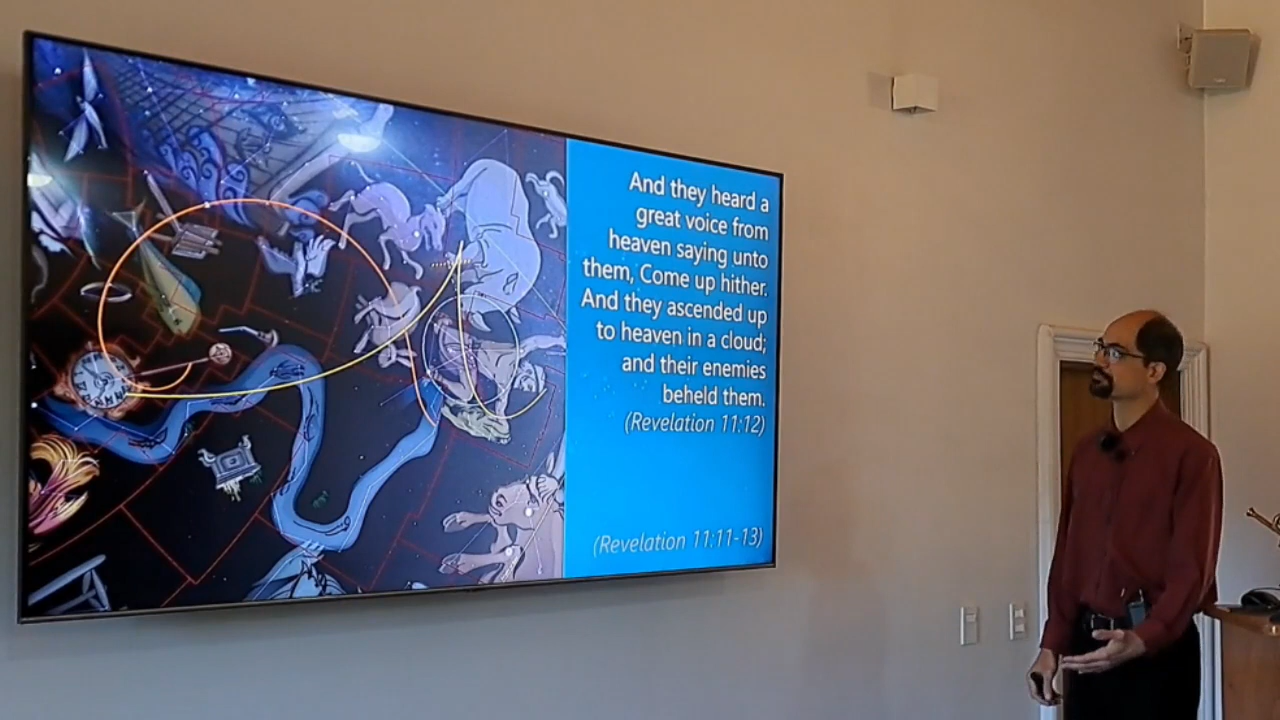 And they heard a
great voice from
heaven saying unto
them, Come up hither.
And they ascended up
to heaven in a cloud;
and their enemies
beheld them.
(Revelation 11:12)
(Revelation 11:11-13)